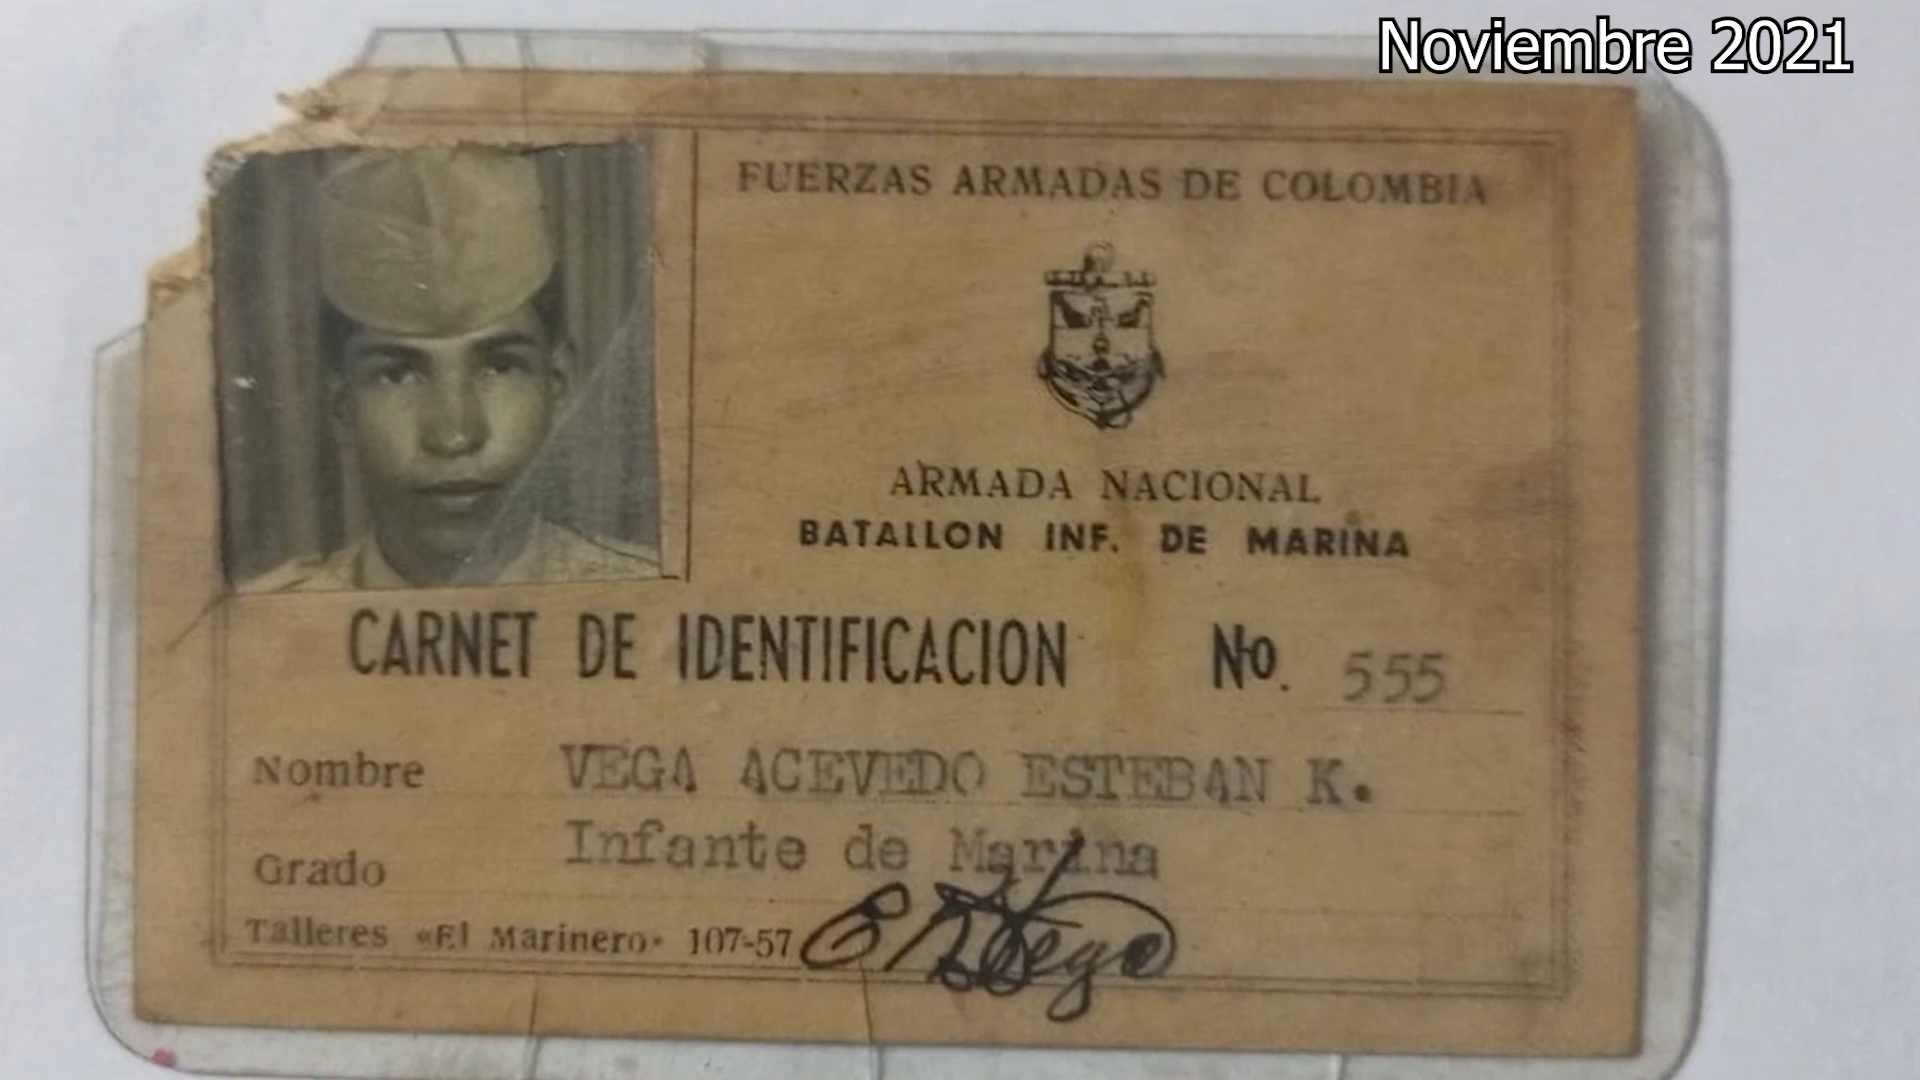 Noviembre 2021
FUERZAS ARMADAS DE COLOMBIA
ARMADA NACIONAL
BATALLON INF. DE MARINA
CARNET DE IDENTIFICACION No. 555
Nombre VEGA ACEVEDO ESTEBAN K.
Grado Infante de Marina
Talleres «El Marinero» 107-57
E Vega